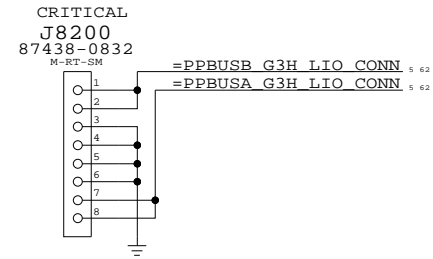 CRITICAL
J8200
87438-0832
M-RT-SM
=PPBUSB_G3H_LIO_CONN 5 62
=PPBUSA_G3H_LIO_CONN 5 62
1
2
3
4
5
6
7
8